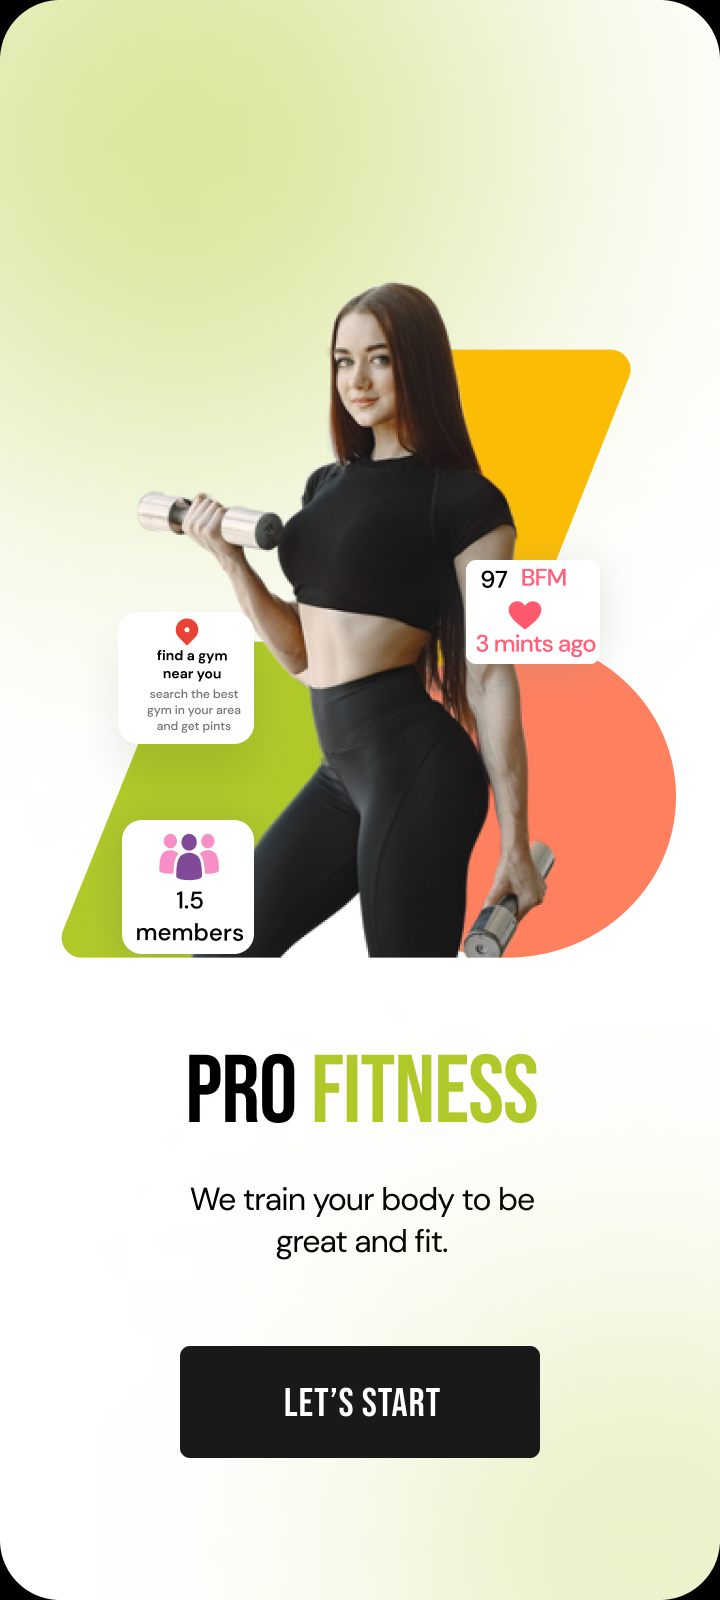 97 BFM
3 mints ago
find a gym
near you
search the best
gym in your area
and get pints
1.5
members
PRO FITNESS
We train your body to be
great and fit.
LET’S START